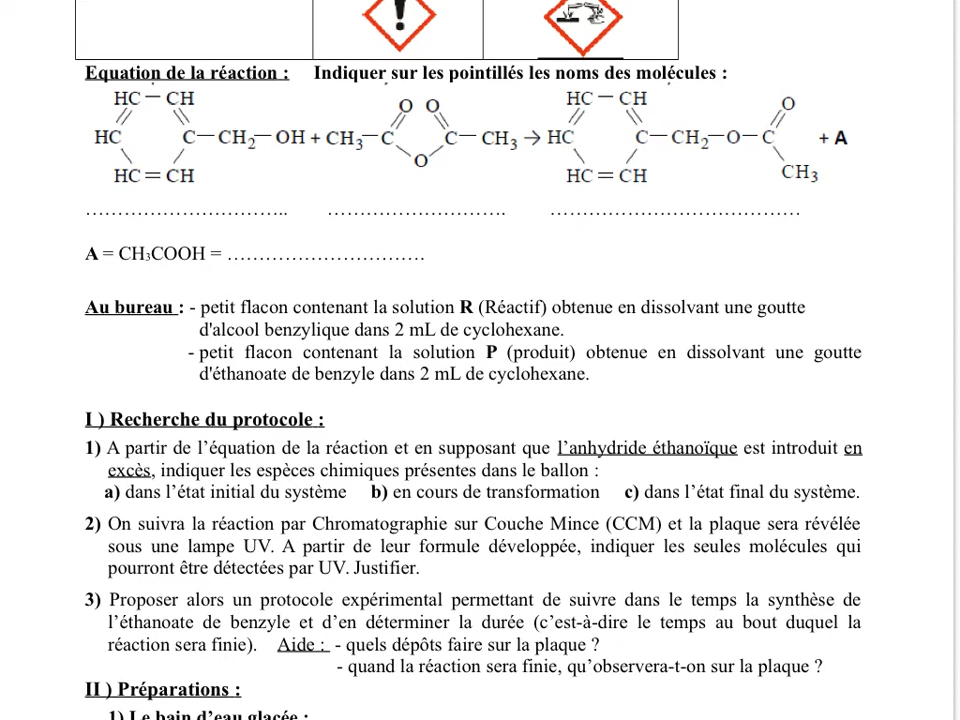 Equation de la réaction : Indiquer sur les pointillés les noms des molécules :
HC – CH O O HC – CH O
HC C – CH2 – OH + CH3 – C C – CH3 → HC C – CH2 – O – C + A
O
HC = CH HC = CH CH3
………………………….. ………………………. …………………………………
A = CH3COOH = ………………………….
Au bureau : - petit flacon contenant la solution R (Réactif) obtenue en dissolvant une goutte
d'alcool benzylique dans 2 mL de cyclohexane.
- petit flacon contenant la solution P (produit) obtenue en dissolvant une goutte
d'éthanoate de benzyle dans 2 mL de cyclohexane.
I ) Recherche du protocole :
1) A partir de l’équation de la réaction et en supposant que l’anhydride éthanoïque est introduit en
excès, indiquer les espèces chimiques présentes dans le ballon :
a) dans l’état initial du système b) en cours de transformation c) dans l’état final du système.
2) On suivra la réaction par Chromatographie sur Couche Mince (CCM) et la plaque sera révélée
sous une lampe UV. A partir de leur formule développée, indiquer les seules molécules qui
pourront être détectées par UV. Justifier.
3) Proposer alors un protocole expérimental permettant de suivre dans le temps la synthèse de
l’éthanoate de benzyle et d’en déterminer la durée (c’est-à-dire le temps au bout duquel la
réaction sera finie). Aide : - quels dépôts faire sur la plaque ?
- quand la réaction sera finie, qu’observera-t-on sur la plaque ?
II ) Préparations :
1) Le bain d’eau glacée :